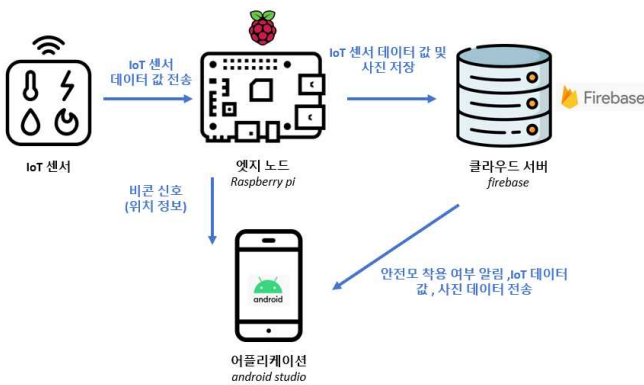 IoT 센서
데이터 값 전송
IoT 센서 데이터 값 및
사진 저장
Firebase
IoT 센서
엣지 노드
Raspberry pi
클라우드 서버
firebase
비콘 신호
(위치 정보)
android
안전모 착용 여부 알림 ,IoT 데이터
값 , 사진 데이터 전송
어플리케이션
android studio